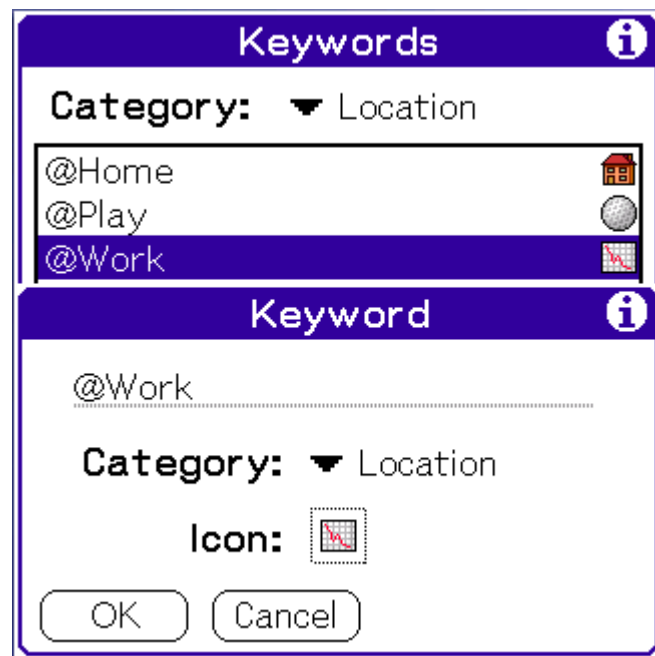 Keywords
Category: Location
@Home
@Play
@Work
Keyword
@Work
Category: Location
Icon:
OK Cancel